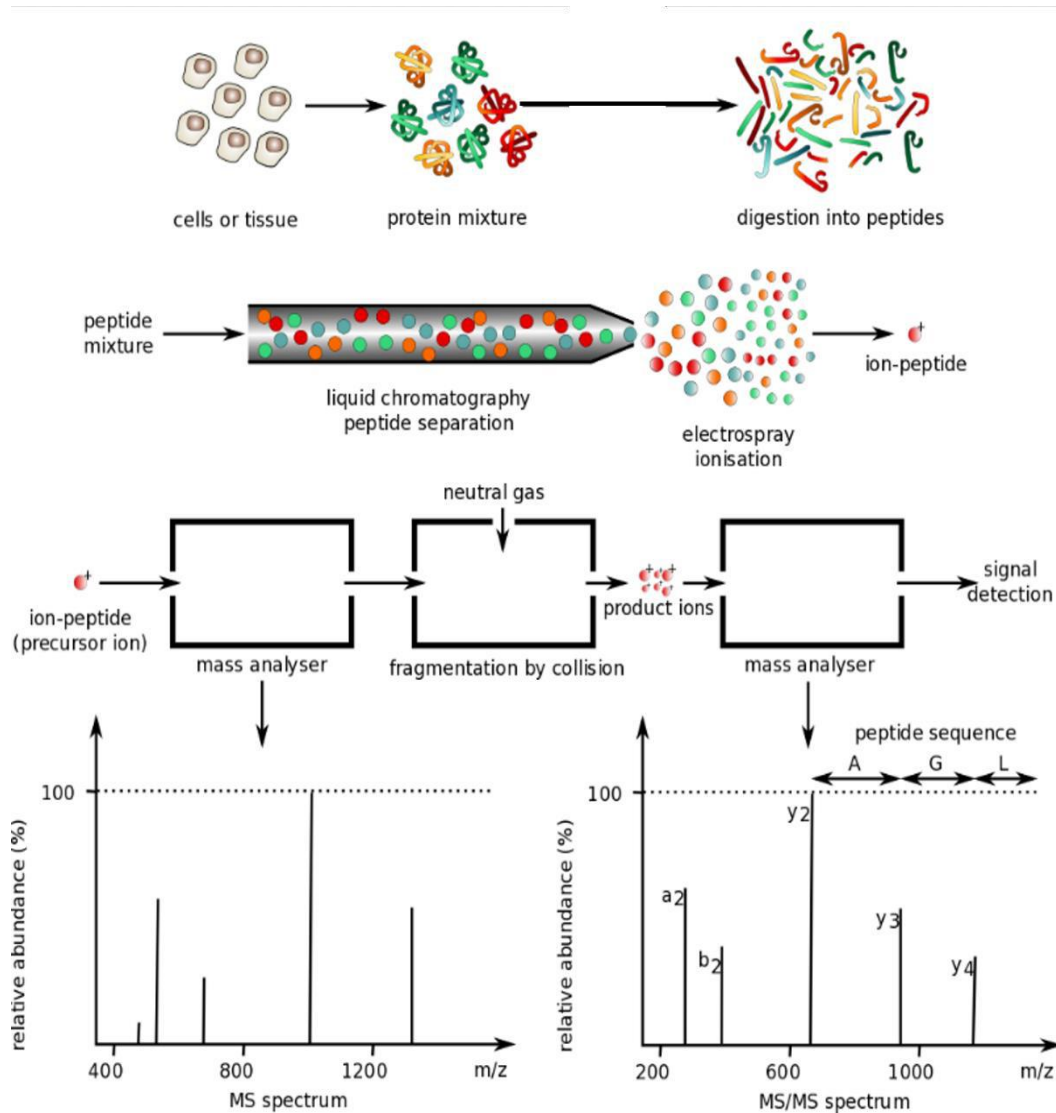 cells or tissue
protein mixture
digestion into peptides
peptide
mixture
liquid chromatography
peptide separation
electrospray
ionisation
+
ion-peptide
neutral gas
+
ion-peptide
(precursor ion)
mass analyser
fragmentation by collision
+ + +
product ions
mass analyser
signal
detection
relative abundance (%)
100
400
800
1200
m/z
MS spectrum
relative abundance (%)
100
peptide sequence
A
G
L
a2
b2
y2
y3
y4
200
600
1000
m/z
MS/MS spectrum